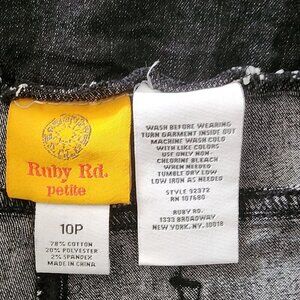 Ruby Rd.
petite
10P
78% COTTON
20% POLYESTER
2% SPANDEX
MADE IN CHINA
WASH BEFORE WEARING
TURN GARMENT INSIDE OUT
MACHINE WASH COLD
WITH LIKE COLORS
USE ONLY NON-
CHLORINE BLEACH
WHEN NEEDED
TUMBLE DRY LOW
LOW IRON AS NEEDED
STYLE 92372
RN 107680
RUBY RD.
1333 BROADWAY
NEW YORK, NY. 10018